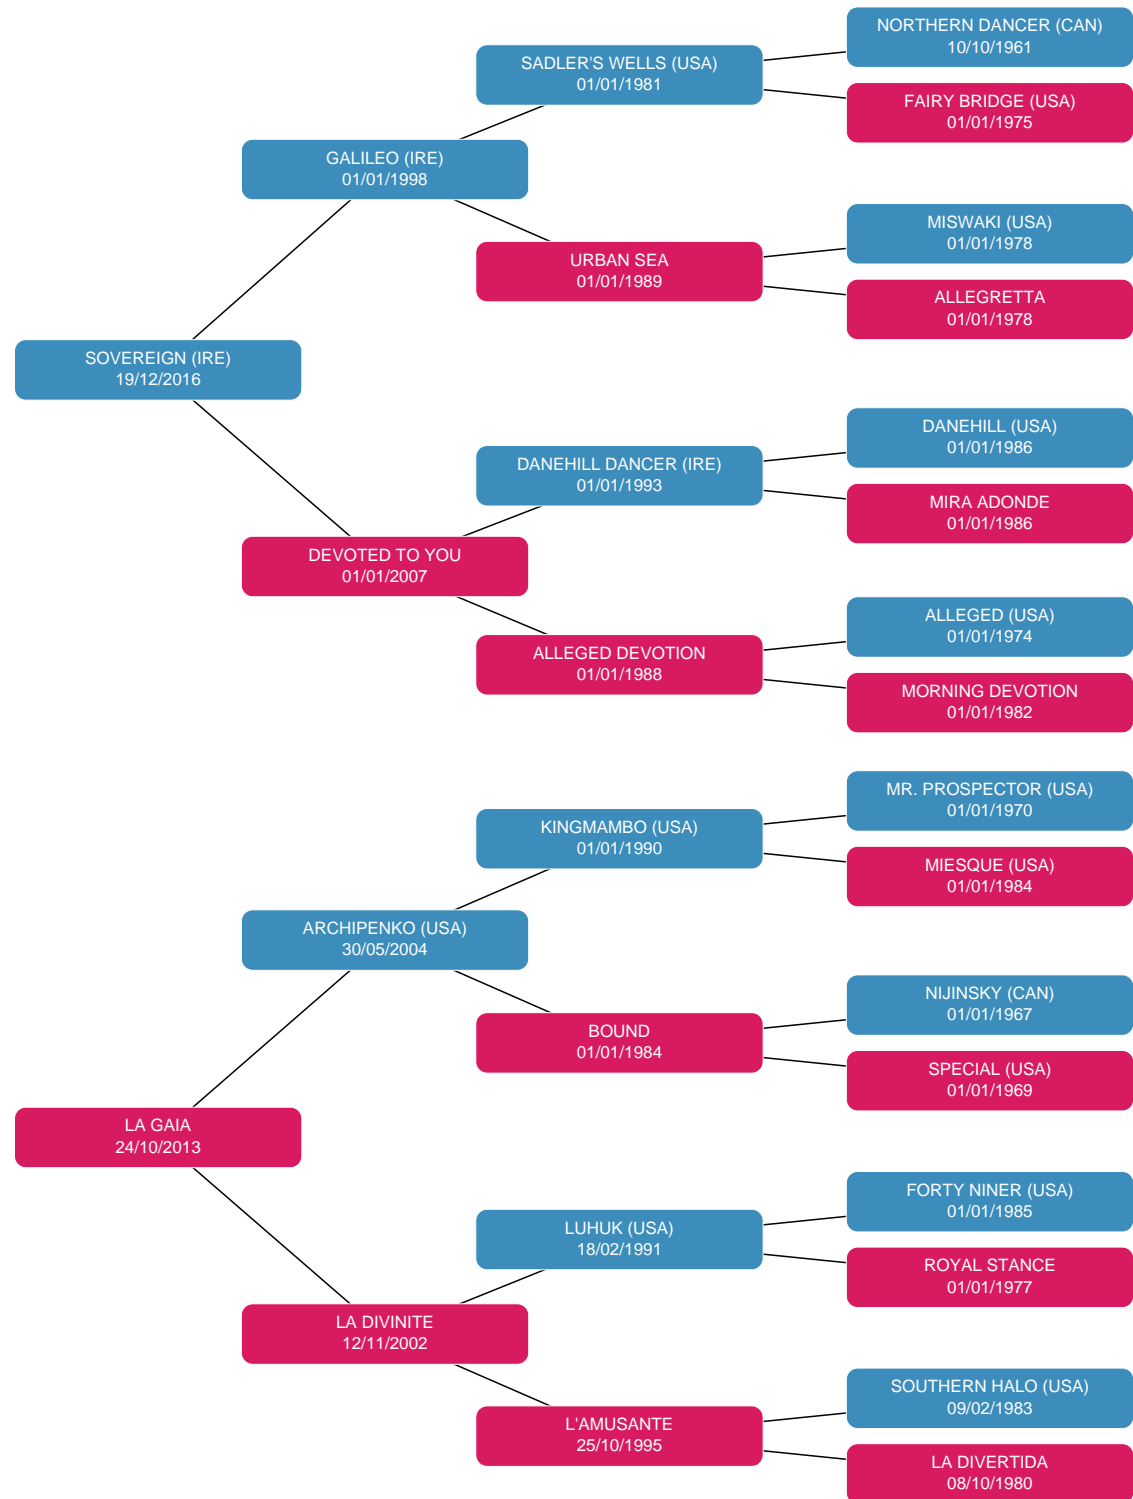 NORTHERN DANCER (CAN)
10/10/1961
SADLER'S WELLS (USA)
01/01/1981
FAIRY BRIDGE (USA)
01/01/1975
GALILEO (IRE)
01/01/1998
MISWAKI (USA)
01/01/1978
URBAN SEA
01/01/1989
ALLEGRETTA
01/01/1978
SOVEREIGN (IRE)
19/12/2016
DANEHILL (USA)
01/01/1986
DANEHILL DANCER (IRE)
01/01/1993
MIRA ADONDE
01/01/1986
DEVOTED TO YOU
01/01/2007
ALLEGED (USA)
01/01/1974
ALLEGED DEVOTION
01/01/1988
MORNING DEVOTION
01/01/1982
MR. PROSPECTOR (USA)
01/01/1970
KINGMAMBO (USA)
01/01/1990
MIESQUE (USA)
01/01/1984
ARCHIPENKO (USA)
30/05/2004
NIJINSKY (CAN)
01/01/1967
BOUND
01/01/1984
SPECIAL (USA)
01/01/1969
LA GAIA
24/10/2013
FORTY NINER (USA)
01/01/1985
LUHUK (USA)
18/02/1991
ROYAL STANCE
01/01/1977
LA DIVINITE
12/11/2002
SOUTHERN HALO (USA)
09/02/1983
L'AMUSANTE
25/10/1995
LA DIVERTIDA
08/10/1980